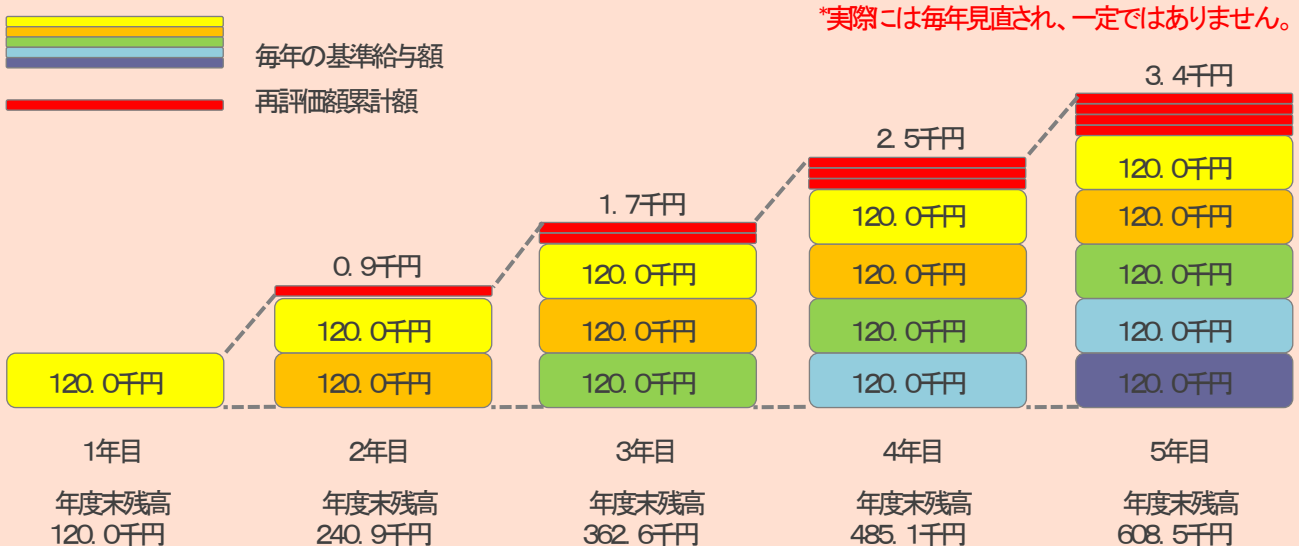 *実際には毎年見直され、一定ではありません。
毎年の基準給与額
再評価額累計額
3.4千円
2.5千円
1.7千円
0.9千円
120.0千円
120.0千円 120.0千円
120.0千円 120.0千円 120.0千円
120.0千円 120.0千円 120.0千円 120.0千円
120.0千円 120.0千円 120.0千円 120.0千円 120.0千円
1年目 2年目 3年目 4年目 5年目
年度末残高 年度末残高 年度末残高 年度末残高 年度末残高
120.0千円 240.9千円 362.6千円 485.1千円 608.5千円